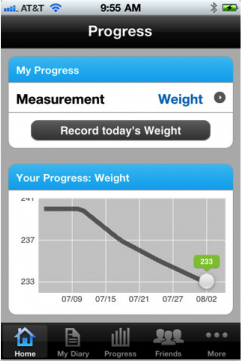 AT&T 9:55 AM
Progress
My Progress
Measurement Weight
Record today's Weight
Your Progress: Weight
241
237
233
233
07/09 07/15 07/21 07/27 08/02
Home My Diary Progress Friends More